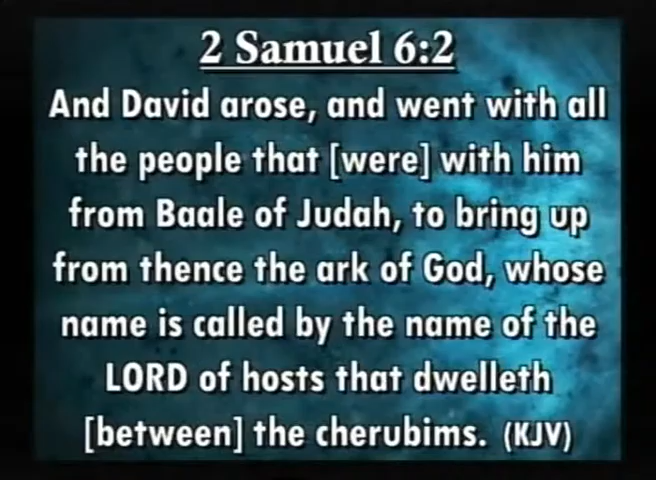 2 Samuel 6:2
And David arose, and went with all
the people that [were] with him
from Baale of Judah, to bring up
from thence the ark of God, whose
name is called by the name of the
LORD of hosts that dwelleth
[between] the cherubims. (KJV)